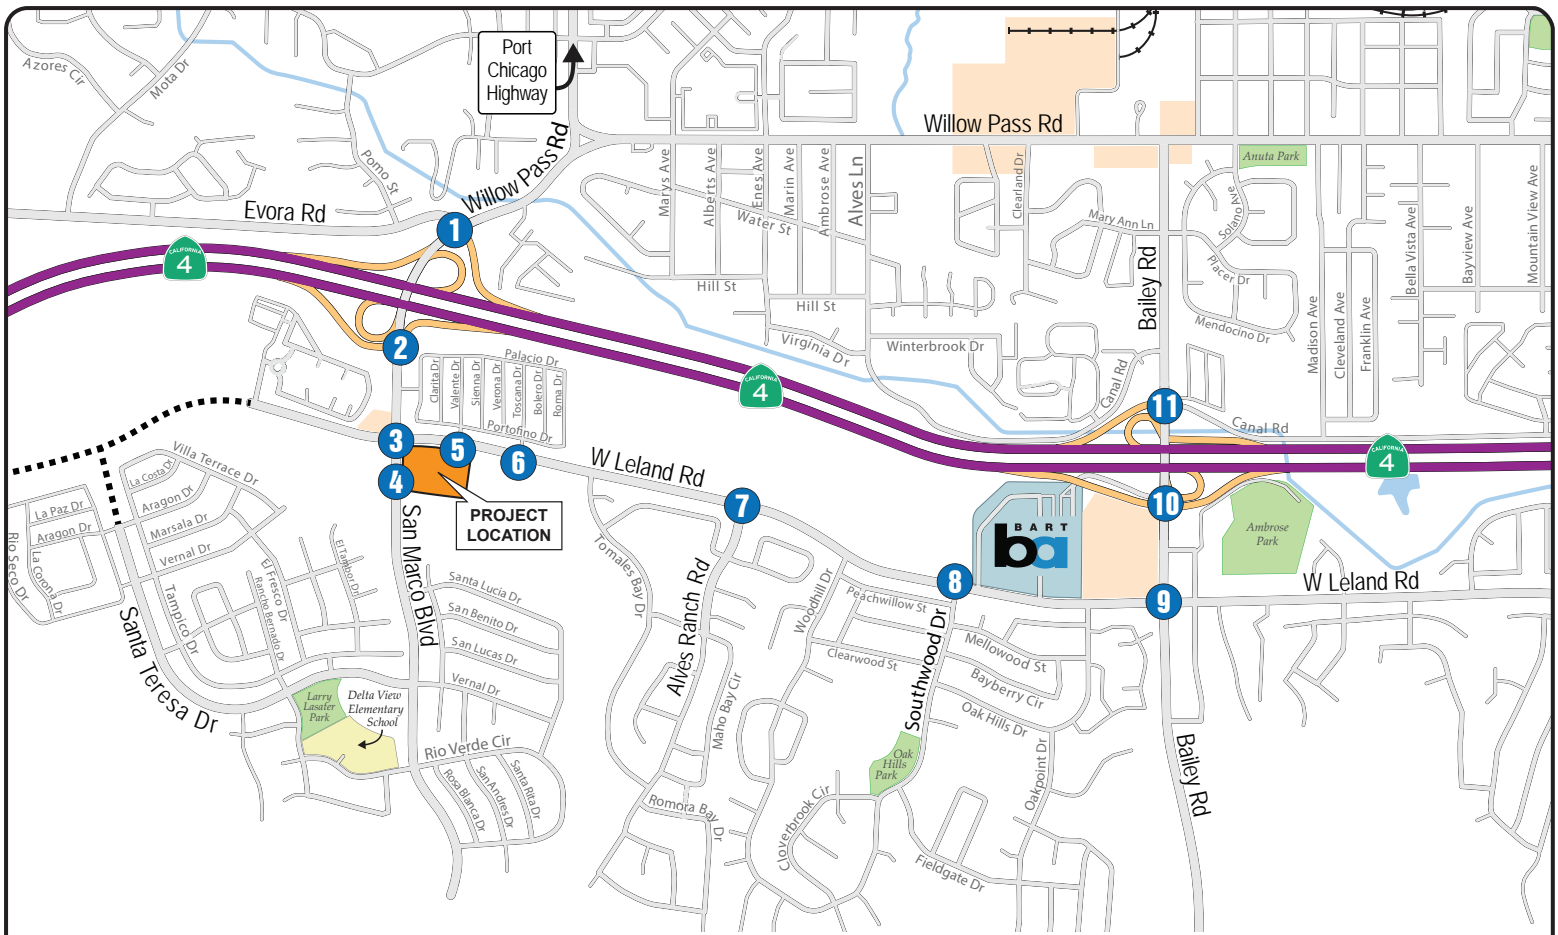 Port
Chicago
Highway
Azores Cir
Mota Dr
Pomo St
Willow Pass Rd
Willow Pass Rd
Evora Rd
Marys Ave
Alberts Ave
Enes Ave
Marin Ave
Ambrose Ave
Alves Ln
Water St
Clearland Dr
Mary Ann Ln
Bailey Rd
Anuta Park
Solano Ave
Placer Dr
Mendocino Dr
Madison Ave
Cleveland Ave
Franklin Ave
Bella Vista Ave
Bayview Ave
Mountain View Ave
1
CALIFORNIA
4
Hill St
Hill St
Virginia Dr
Winterbrook Dr
Canal Rd
Canal Rd
2
Palacio Dr
Clarita Dr
Valente Dr
Sienna Dr
Verona Dr
Toscana Dr
Bolero Dr
Roma Dr
Portofino Dr
CALIFORNIA
4
11
CALIFORNIA
4
3
5
6
4
W Leland Rd
7
PROJECT
LOCATION
Villa Terrace Dr
La Costa Dr
Aragon Dr
Marsala Dr
Vernal Dr
La Paz Dr
Aragon Dr
Rio Seco Dr
La Corona Dr
El Tambor Dr
El Fresco Dr
Rancho Bernado Dr
Tampico Dr
Santa Teresa Dr
San Marco Blvd
Santa Lucia Dr
San Benito Dr
San Lucas Dr
Vernal Dr
Tomales Bay Dr
Alves Ranch Rd
Woodhill Dr
Peachwillow St
Clearwood St
8
BART
ba
10
Ambrose
Park
9
W Leland Rd
Southwood Dr
Mellowood St
Bayberry Cir
Oak Hills Dr
Maho Bay Cir
Larry
Lasater
Park
Delta View
Elementary
School
Rio Verde Cir
Rosa Blanca Dr
San Andres Dr
Santa Rita Dr
Oak
Hills
Park
Oakpoint Dr
Bailey Rd
Romora Bay Dr
Cloverbrook Cir
Fieldgate Dr